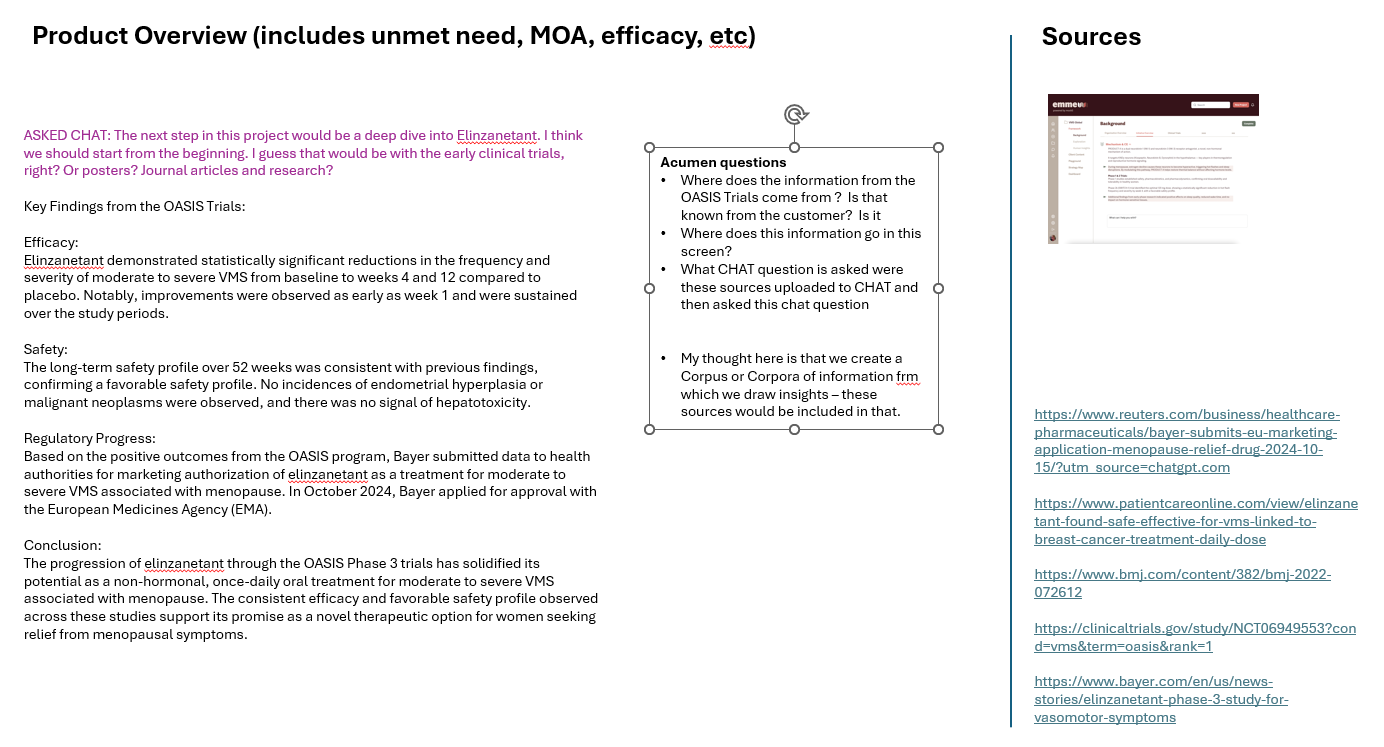 Product Overview (includes unmet need, MOA, efficacy, etc)
ASKED CHAT: The next step in this project would be a deep dive into Elinzanetant. I think
we should start from the beginning. I guess that would be with the early clinical trials,
right? Or posters? Journal articles and research?
Key Findings from the OASIS Trials:
Efficacy:
Elinzanetant demonstrated statistically significant reductions in the frequency and
severity of moderate to severe VMS from baseline to weeks 4 and 12 compared to
placebo. Notably, improvements were observed as early as week 1 and were sustained
over the study periods.
Safety:
The long-term safety profile over 52 weeks was consistent with previous findings,
confirming a favorable safety profile. No incidences of endometrial hyperplasia or
malignant neoplasms were observed, and there was no signal of hepatotoxicity.
Regulatory Progress:
Based on the positive outcomes from the OASIS program, Bayer submitted data to health
authorities for marketing authorization of elinzanetant as a treatment for moderate to
severe VMS associated with menopause. In October 2024, Bayer applied for approval with
the European Medicines Agency (EMA).
Conclusion:
The progression of elinzanetant through the OASIS Phase 3 trials has solidified its
potential as a non-hormonal, once-daily oral treatment for moderate to severe VMS
associated with menopause. The consistent efficacy and favorable safety profile observed
across these studies support its promise as a novel therapeutic option for women seeking
relief from menopausal symptoms.
Acumen questions
• Where does the information from the
OASIS Trials come from ? Is that
known from the customer? Is it
• Where does this information go in this
screen?
• What CHAT question is asked were
these sources uploaded to CHAT and
then asked this chat question
• My thought here is that we create a
Corpus or Corpora of information frm
which we draw insights – these
sources would be included in that.
Sources
emmew
Background
https://www.reuters.com/business/healthcare-
pharmaceuticals/bayer-submits-eu-marketing-
application-menopause-relief-drug-2024-10-
15/?utm_source=chatgpt.com
https://www.patientcareonline.com/view/elinzane
tant-found-safe-effective-for-vms-linked-to-
breast-cancer-treatment-daily-dose
https://www.bmj.com/content/382/bmj-2022-
072612
https://clinicaltrials.gov/study/NCT06949553?con
d=vms&term=oasis&rank=1
https://www.bayer.com/en/us/news-
stories/elinzanetant-phase-3-study-for-
vasomotor-symptoms